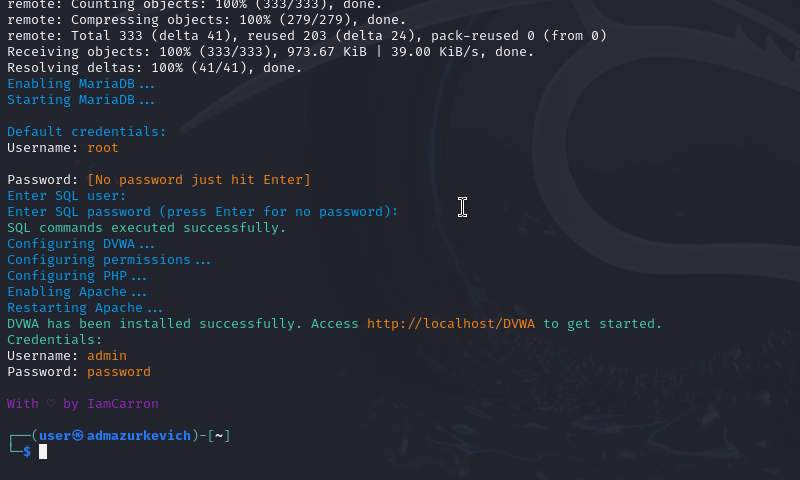 remote: Counting objects: 100% (333/333), done.
remote: Compressing objects: 100% (279/279), done.
remote: Total 333 (delta 41), reused 203 (delta 24), pack-reused 0 (from 0)
Receiving objects: 100% (333/333), 973.67 KiB | 39.00 KiB/s, done.
Resolving deltas: 100% (41/41), done.
Enabling MariaDB...
Starting MariaDB...
Default credentials:
Username: root
Password: [No password just hit Enter]
Enter SQL user:
Enter SQL password (press Enter for no password):
SQL commands executed successfully.
Configuring DVWA...
Configuring permissions...
Configuring PHP...
Enabling Apache...
Restarting Apache...
DVWA has been installed successfully. Access http://localhost/DVWA to get started.
Credentials:
Username: admin
Password: password
With ♡ by IamCarron
┌──(user㉿admazurkevich)-[~]
└─$